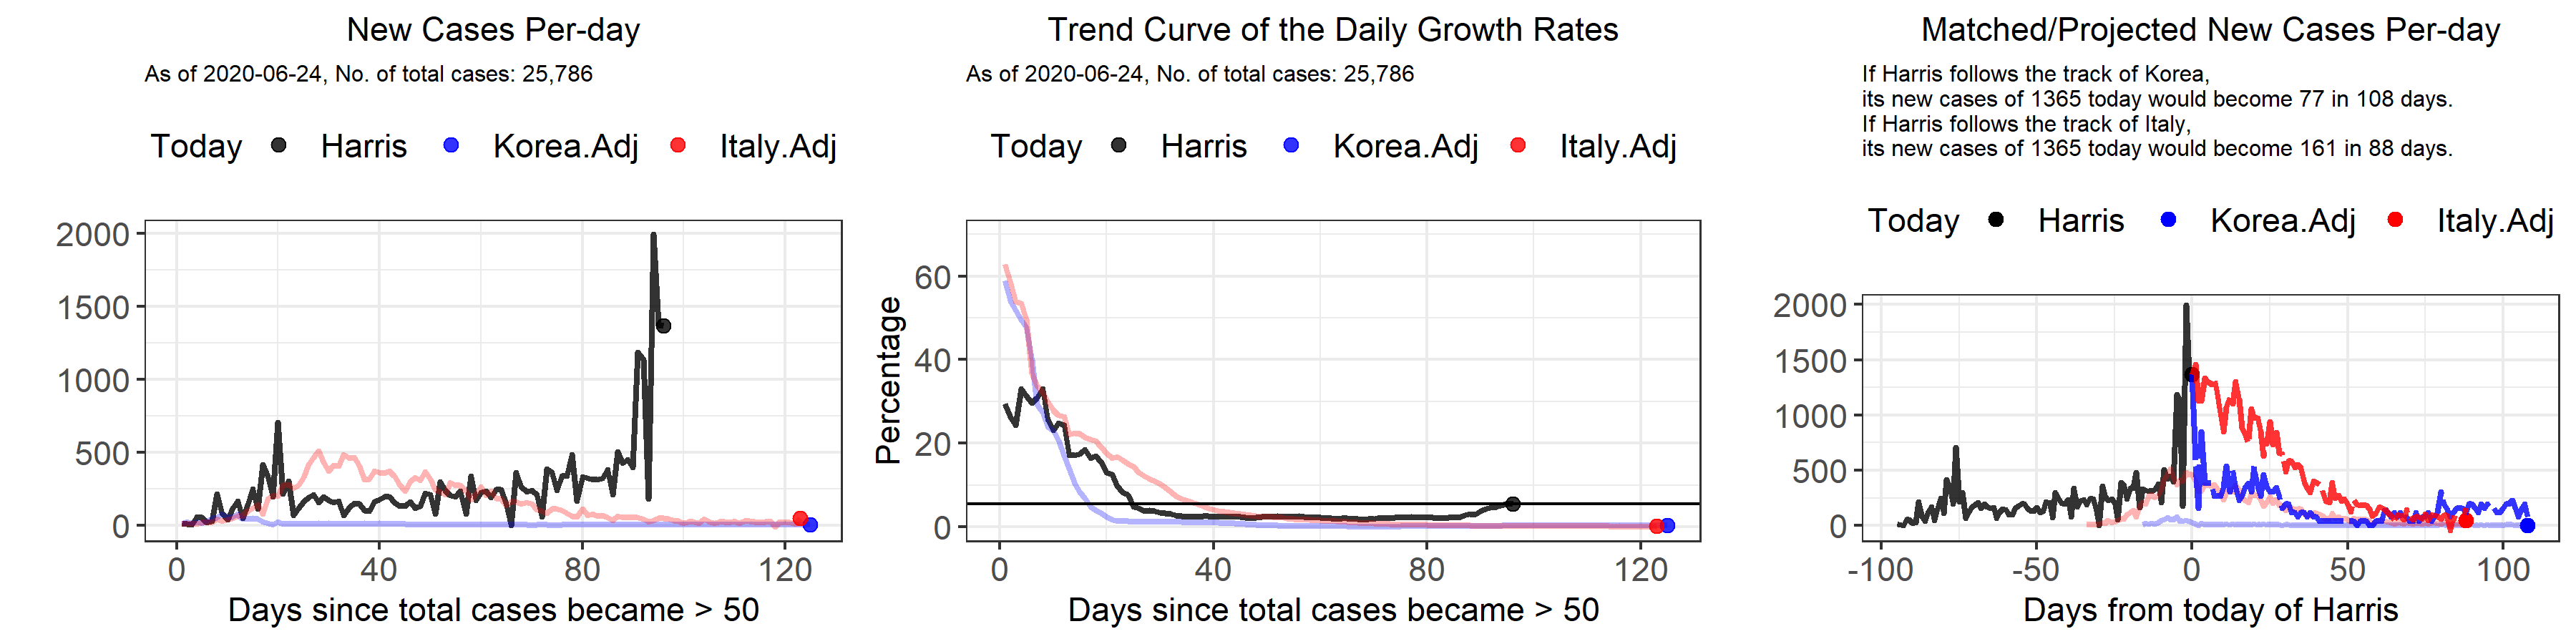 New Cases Per-day
As of 2020-06-24, No. of total cases: 25,786
Today Harris Korea.Adj Italy.Adj
2000
1500
1000
500
0
0 40 80 120
Days since total cases became > 50
Trend Curve of the Daily Growth Rates
As of 2020-06-24, No. of total cases: 25,786
Today Harris Korea.Adj Italy.Adj
Percentage
60
40
20
0
0 40 80 120
Days since total cases became > 50
Matched/Projected New Cases Per-day
If Harris follows the track of Korea,
its new cases of 1365 today would become 77 in 108 days.
If Harris follows the track of Italy,
its new cases of 1365 today would become 161 in 88 days.
Today Harris Korea.Adj Italy.Adj
2000
1500
1000
500
0
-100 -50 0 50 100
Days from today of Harris